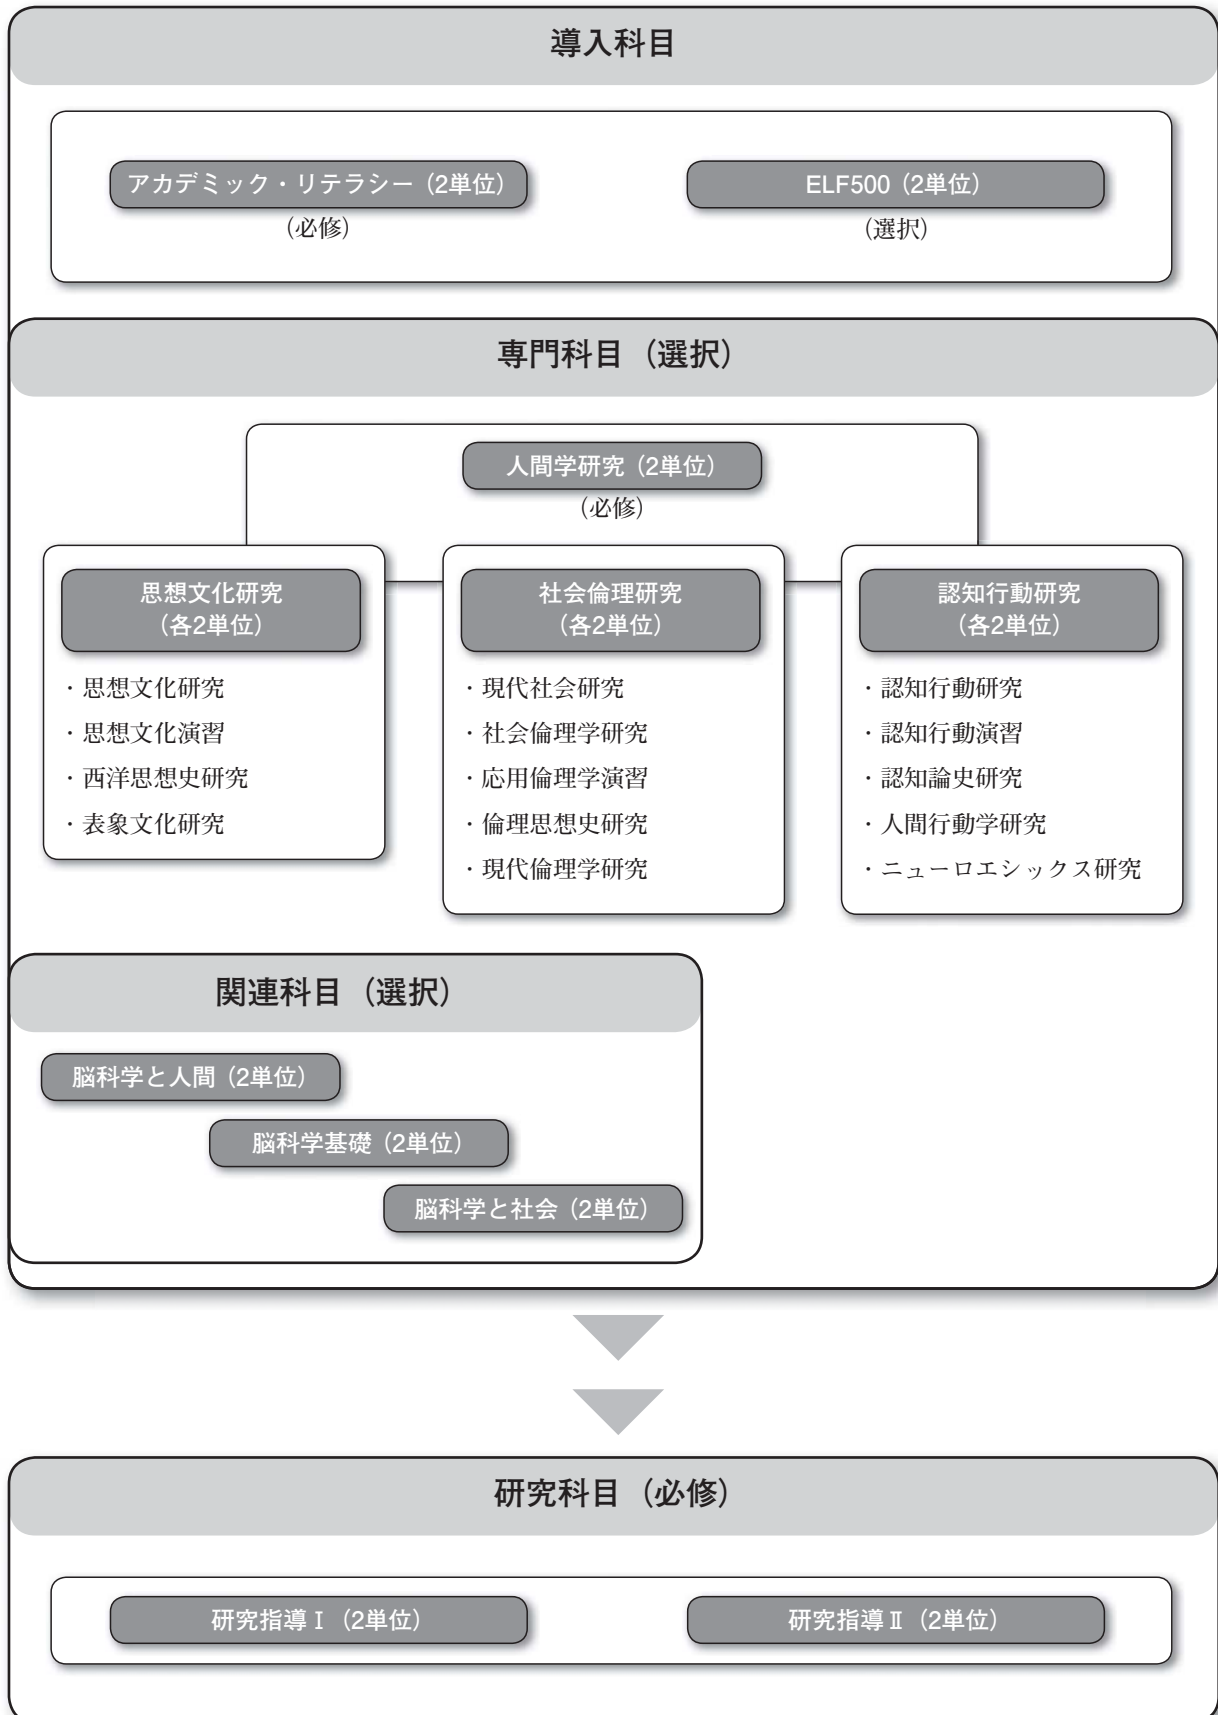 導入科目
アカデミック・リテラシー（2単位）
（必修）
ELF500（2単位）
（選択）
専門科目（選択）
人間学研究（2単位）
（必修）
思想文化研究
（各2単位）
・思想文化研究
・思想文化演習
・西洋思想史研究
・表象文化研究
社会倫理研究
（各2単位）
・現代社会研究
・社会倫理学研究
・応用倫理学演習
・倫理思想史研究
・現代倫理学研究
認知行動研究
（各2単位）
・認知行動研究
・認知行動演習
・認知論史研究
・人間行動学研究
・ニューロエシックス研究
関連科目（選択）
脳科学と人間（2単位）
脳科学基礎（2単位）
脳科学と社会（2単位）
研究科目（必修）
研究指導Ⅰ（2単位）
研究指導Ⅱ（2単位）